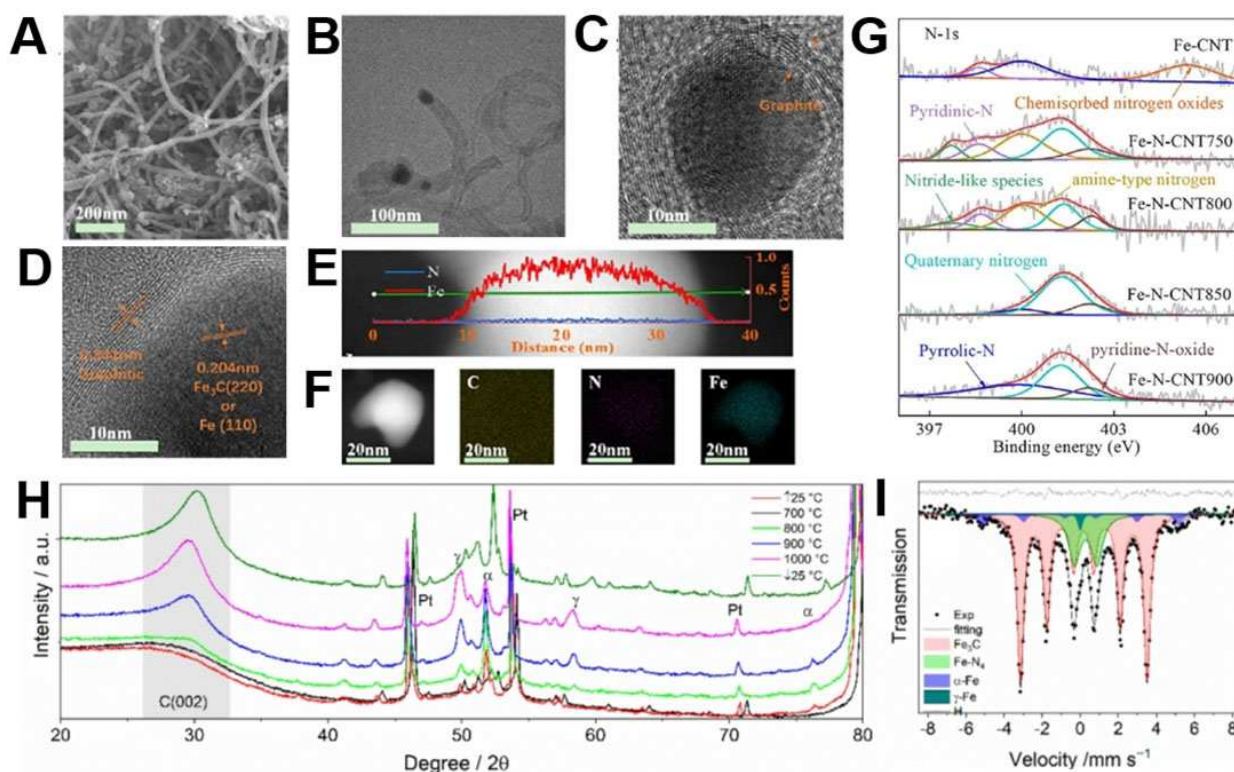 A
200nm
B
100nm
C
Graphite
10nm
D
0.204nm
Fe₃C(220)
or
Fe (110)
10nm
E
N
Fe
1.0
0.5
Counts
0
10
20
30
40
Distance (nm)
F
20nm
C
20nm
N
20nm
Fe
20nm
G
N-1s
Fe-CNT
Chemisorbed nitrogen oxides
Pyridinic-N
Fe-N-CNT750
Nitride-like species
amine-type nitrogen
Fe-N-CNT800
Quaternary nitrogen
Fe-N-CNT850
Pyrrolic-N
pyridine-N-oxide
Fe-N-CNT900
397 400 403 406
Binding energy (eV)
H
Intensity / a.u.
C(002)
Pt
γ
α
Pt
γ
Pt
α
↑25 °C
700 °C
800 °C
900 °C
1000 °C
↓25 °C
20 30 40 50 60 70 80
Degree / 2θ
I
Transmission
Exp
fitting
Fe₃C
Fe-N₄
α-Fe
γ-Fe
H
-8 -6 -4 -2 0 2 4 6 8
Velocity /mm s⁻¹